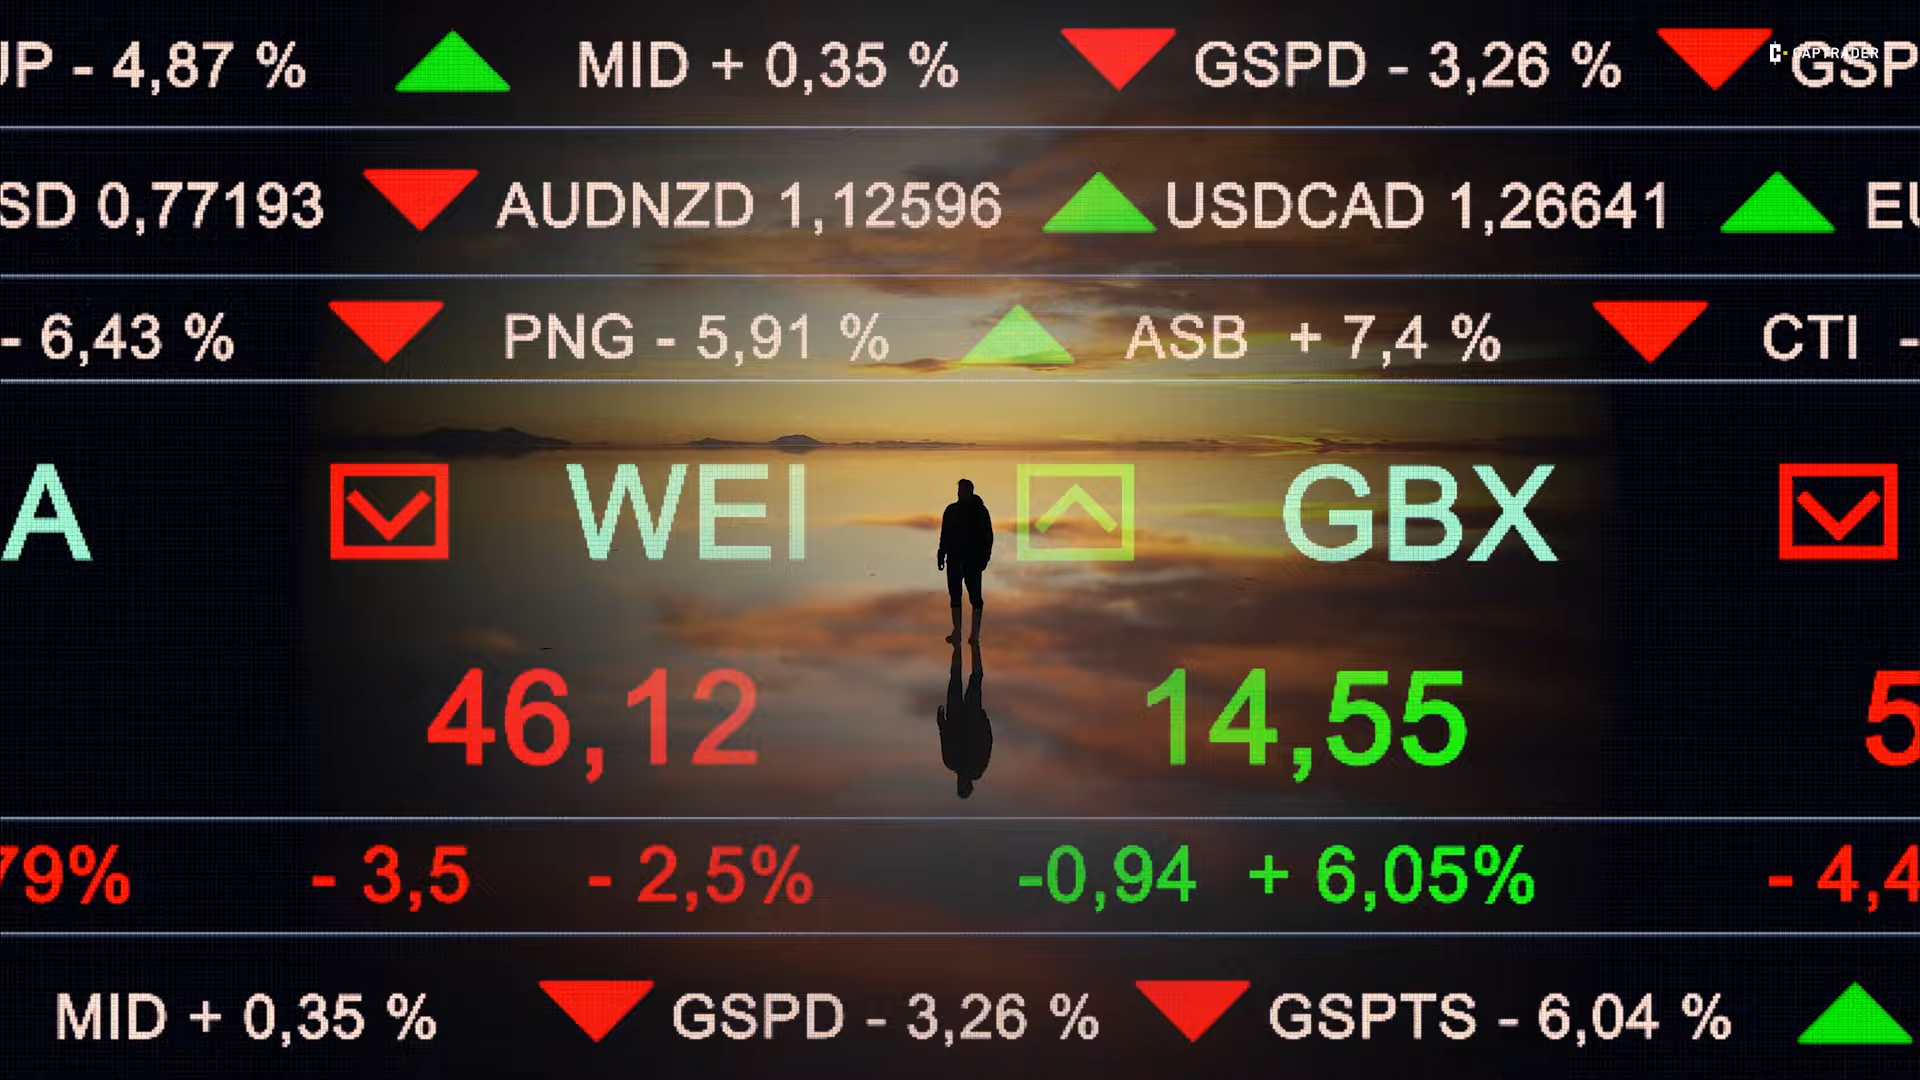 JP - 4,87 % MID + 0,35 % GSPD - 3,26 % GSP
CAPTRADER
SD 0,77193 AUDNZD 1,12596 USDCAD 1,26641 EU
- 6,43 % PNG - 5,91 % ASB + 7,4 % CTI -
A WEI GBX
46,12 14,55 5
79% - 3,5 - 2,5% -0,94 + 6,05% - 4,4
MID + 0,35 % GSPD - 3,26 % GSPTS - 6,04 %